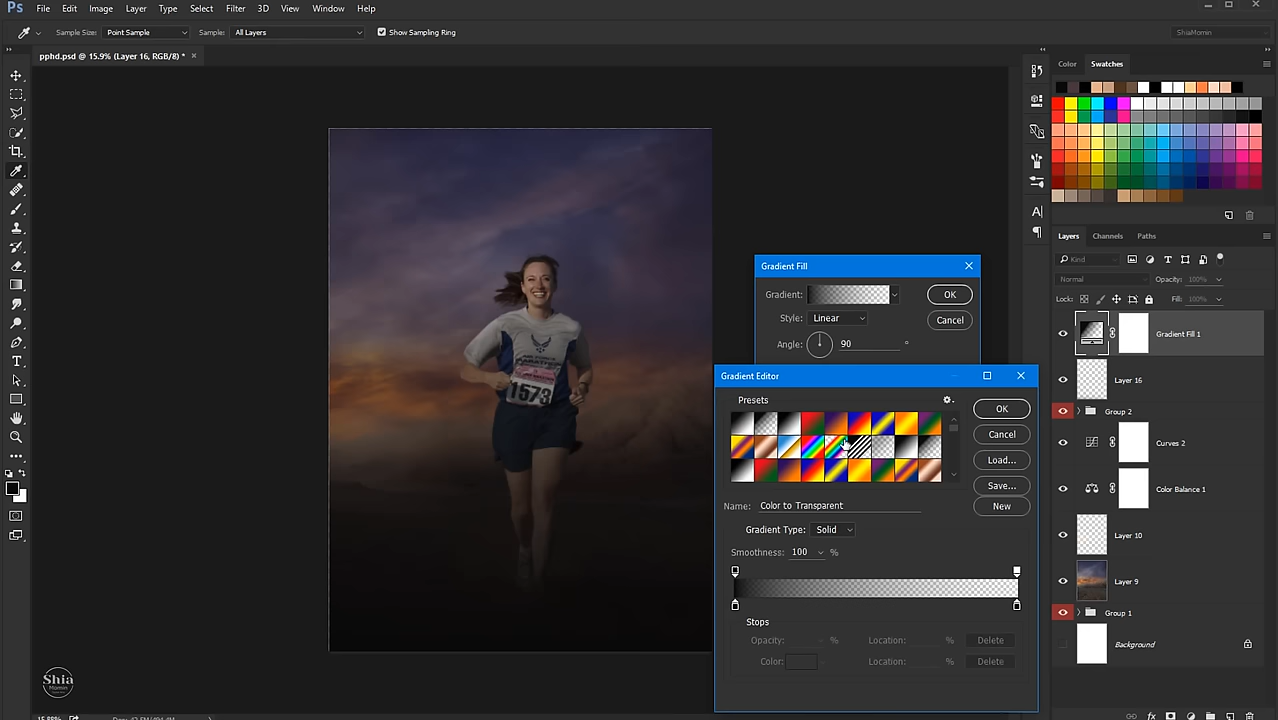 Ps File Edit Image Layer Type Select Filter 3D View Window Help
Sample Size: Point Sample Sample: All Layers Show Sampling Ring ShiaMomin
pphd.psd @ 15.9% (Layer 16, RGB/8) * ×
Color Swatches
Layers Channels Paths
Kind
Normal Opacity: 100%
Lock: Fill: 100%
Gradient Fill 1
Layer 16
Group 2
Curves 2
Color Balance 1
Layer 10
Layer 9
Group 1
Background
Gradient Fill
Gradient: OK
Style: Linear Cancel
Angle: 90 °
Gradient Editor
Presets
OK
Cancel
Load...
Save...
Name: Color to Transparent New
Gradient Type: Solid
Smoothness: 100 %
Stops
Opacity: % Location: % Delete
Color: Location: % Delete
1573
Shia
Momin
15.88%